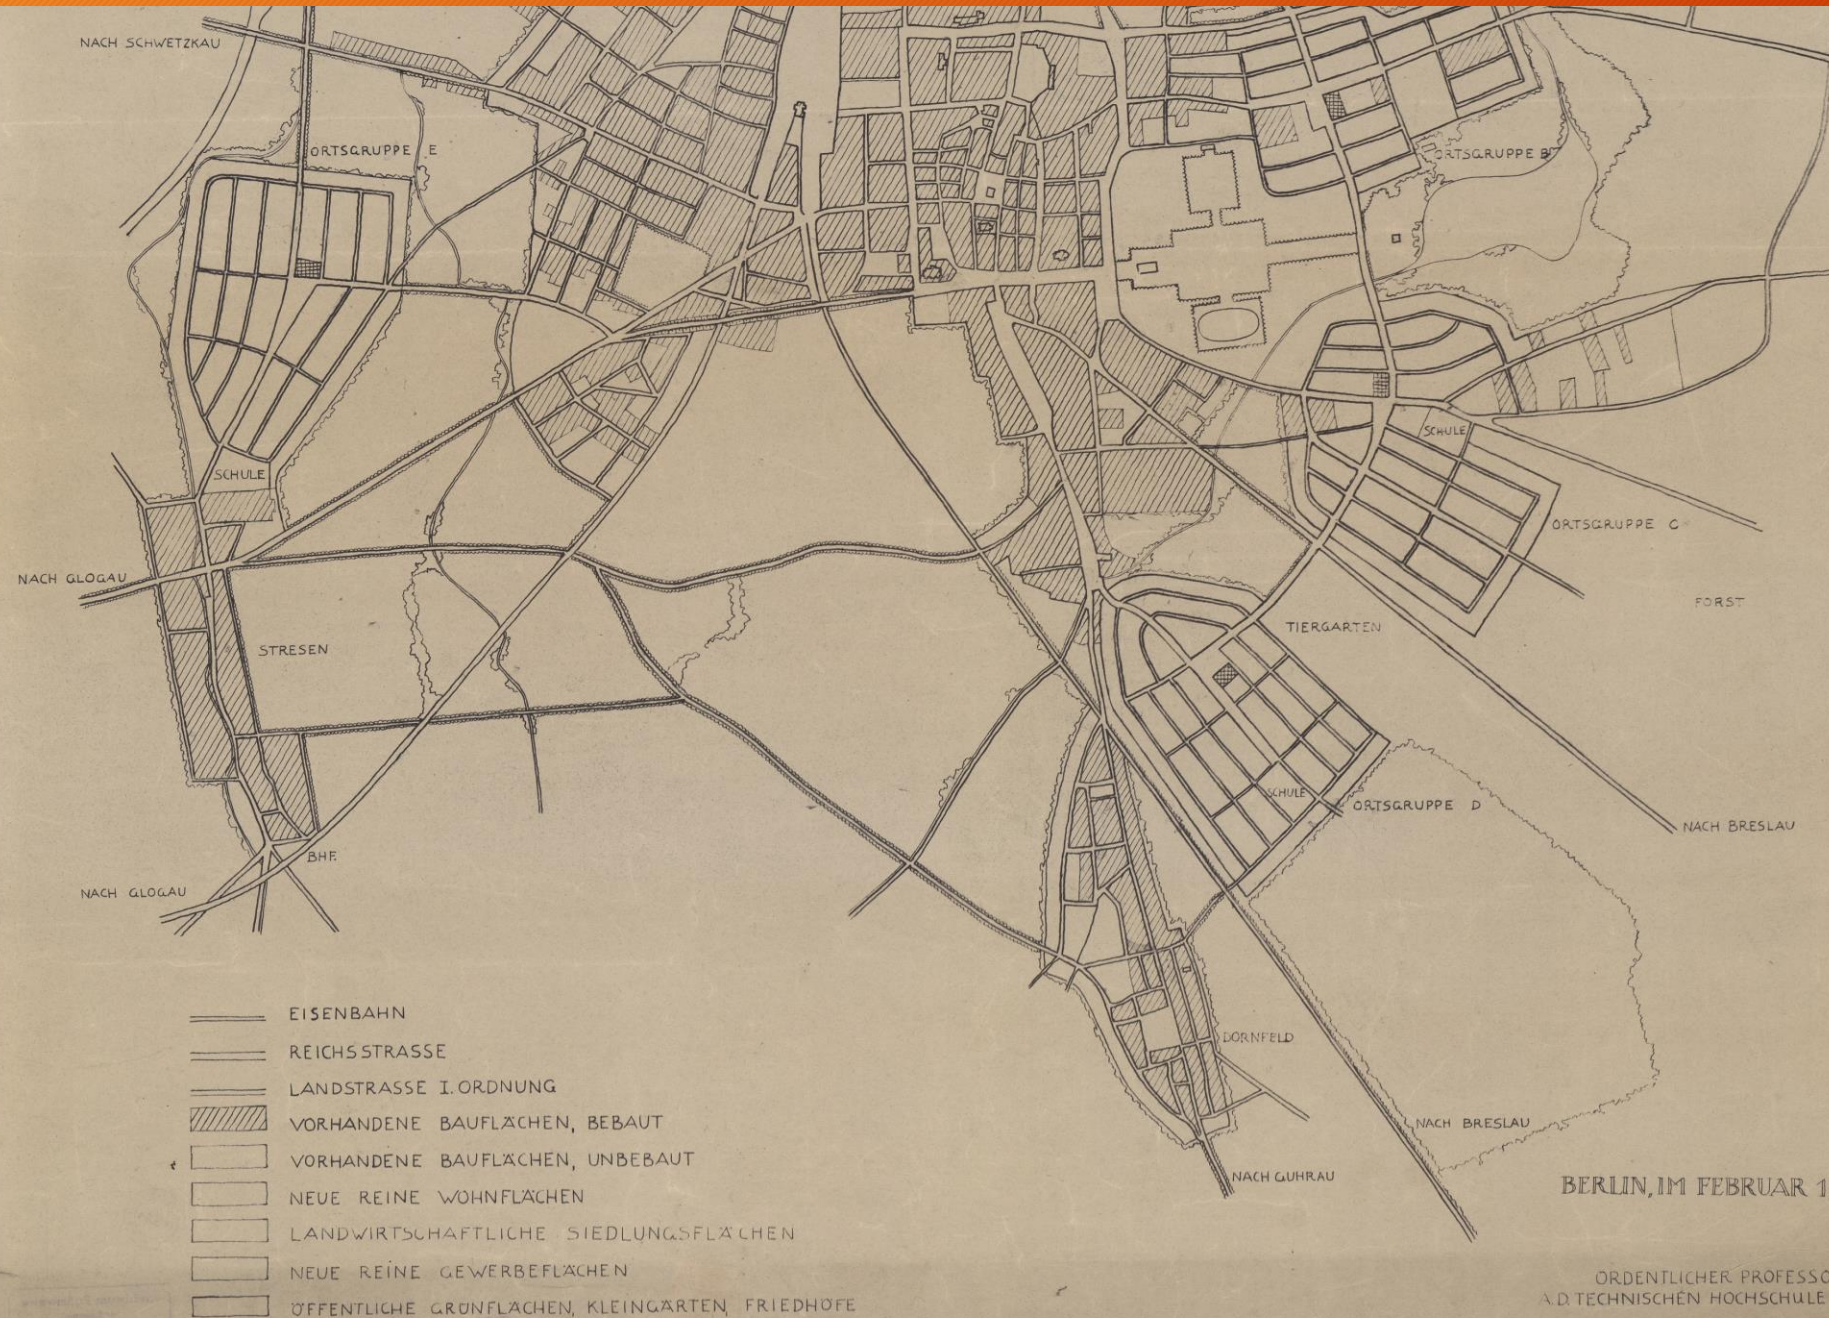 NACH SCHWETZKAU
ORTSGRUPPE E
ORTSGRUPPE B
SCHULE
SCHULE
ORTSGRUPPE C
NACH GLOGAU
FORST
TIERGARTEN
STRESEN
SCHULE
ORTSGRUPPE D
NACH BRESLAU
BHF.
NACH GLOGAU
EISENBAHN
REICHSSTRASSE
DORNFELD
LANDSTRASSE I. ORDNUNG
VORHANDENE BAUFLÄCHEN, BEBAUT
NACH BRESLAU
VORHANDENE BAUFLÄCHEN, UNBEBAUT
NACH GUHRAU
BERLIN, IM FEBRUAR 1
NEUE REINE WOHNFLÄCHEN
LANDWIRTSCHAFTLICHE SIEDLUNGSFLÄCHEN
NEUE REINE GEWERBEFLÄCHEN
ORDENTLICHER PROFESSO
A.D. TECHNISCHEN HOCHSCHULE
ÖFFENTLICHE GRÜNFLÄCHEN, KLEINGÄRTEN, FRIEDHÖFE